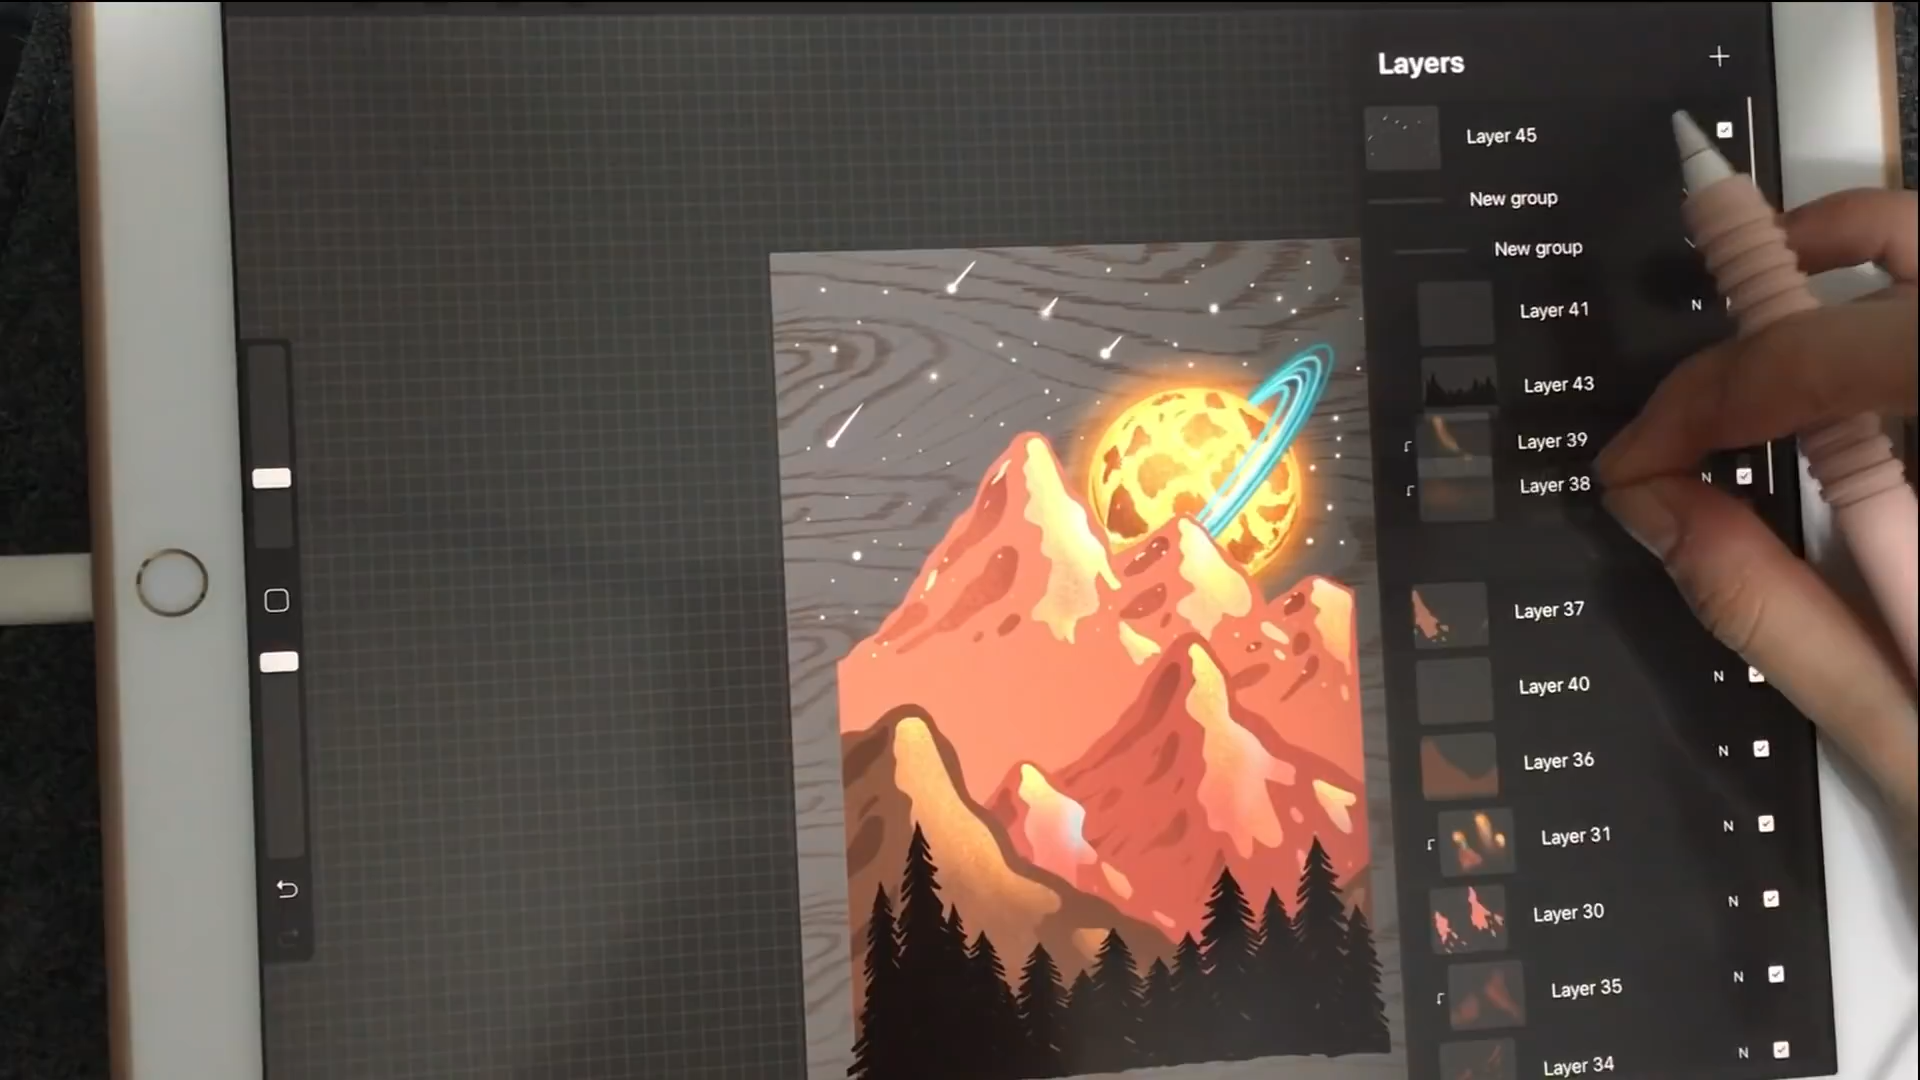 Layers
Layer 45
New group
New group
Layer 41 N
Layer 43
Layer 39
Layer 38 N
Layer 37
Layer 40 N
Layer 36 N
Layer 31 N
Layer 30 N
Layer 35 N
Layer 34 N